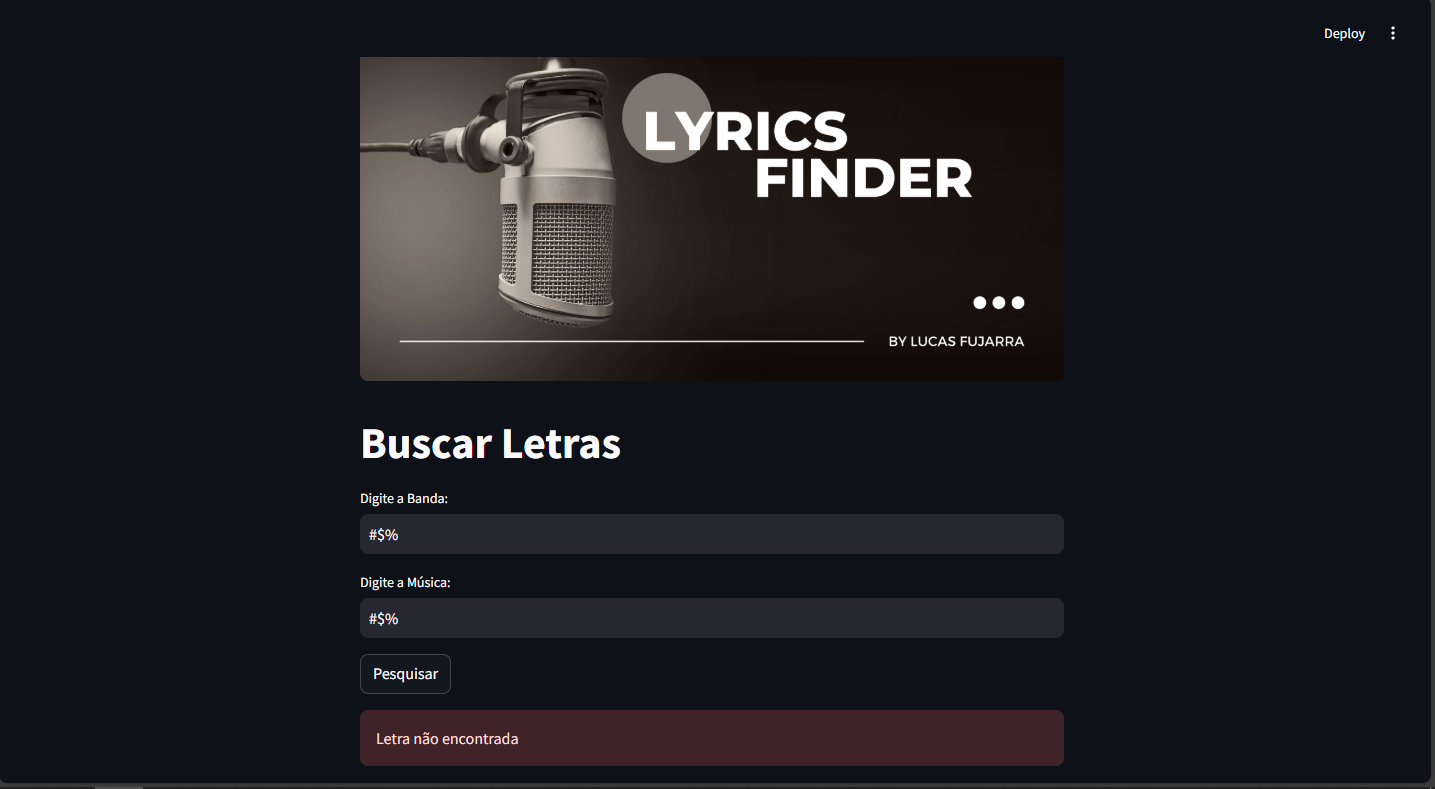 Deploy
LYRICS
FINDER
BY LUCAS FUJARRA
Buscar Letras
Digite a Banda:
#$%
Digite a Música:
#$%
Pesquisar
Letra não encontrada